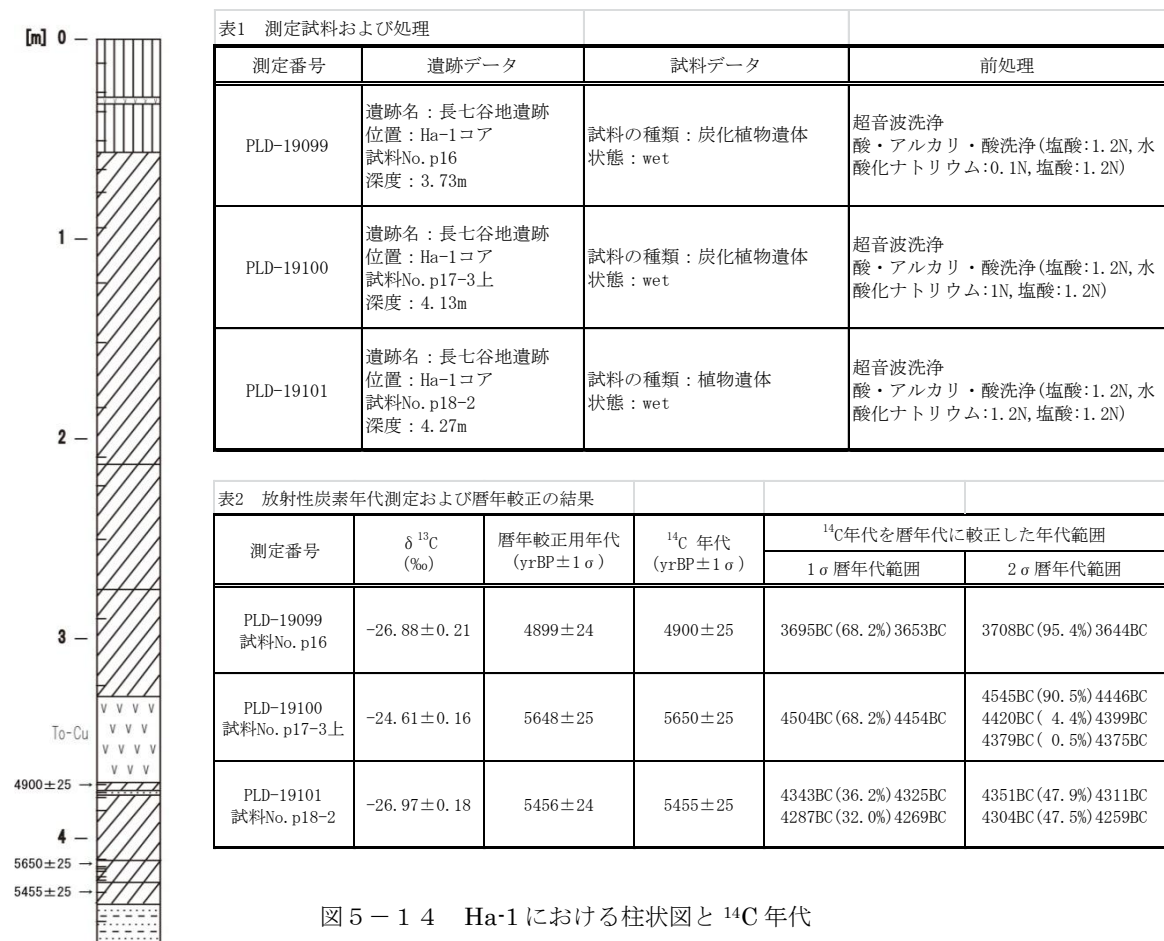 [m] 0
1
2
3
To-Cu
4900±25 →
4
5650±25 →
5455±25 →
表1 測定試料および処理
測定番号 遺跡データ 試料データ 前処理
PLD-19099
遺跡名：長七谷地遺跡
位置：Ha-1コア
試料No.p16
深度：3.73m
試料の種類：炭化植物遺体
状態：wet
超音波洗浄
酸・アルカリ・酸洗浄(塩酸:1.2N,水
酸化ナトリウム:0.1N,塩酸:1.2N)
PLD-19100
遺跡名：長七谷地遺跡
位置：Ha-1コア
試料No.p17-3上
深度：4.13m
試料の種類：炭化植物遺体
状態：wet
超音波洗浄
酸・アルカリ・酸洗浄(塩酸:1.2N,水
酸化ナトリウム:1N,塩酸:1.2N)
PLD-19101
遺跡名：長七谷地遺跡
位置：Ha-1コア
試料No.p18-2
深度：4.27m
試料の種類：植物遺体
状態：wet
超音波洗浄
酸・アルカリ・酸洗浄(塩酸:1.2N,水
酸化ナトリウム:1.2N,塩酸:1.2N)
表2 放射性炭素年代測定および暦年較正の結果
測定番号
δ13C
(‰)
暦年較正用年代
(yrBP±1σ)
14C 年代
(yrBP±1σ)
14C年代を暦年代に較正した年代範囲
1σ暦年代範囲 2σ暦年代範囲
PLD-19099
試料No.p16
-26.88±0.21 4899±24 4900±25 3695BC(68.2%)3653BC 3708BC(95.4%)3644BC
PLD-19100
試料No.p17-3上
-24.61±0.16 5648±25 5650±25 4504BC(68.2%)4454BC
4545BC(90.5%)4446BC
4420BC( 4.4%)4399BC
4379BC( 0.5%)4375BC
PLD-19101
試料No.p18-2
-26.97±0.18 5456±24 5455±25
4343BC(36.2%)4325BC
4287BC(32.0%)4269BC
4351BC(47.9%)4311BC
4304BC(47.5%)4259BC
図５－１４ Ha-1における柱状図と 14C 年代